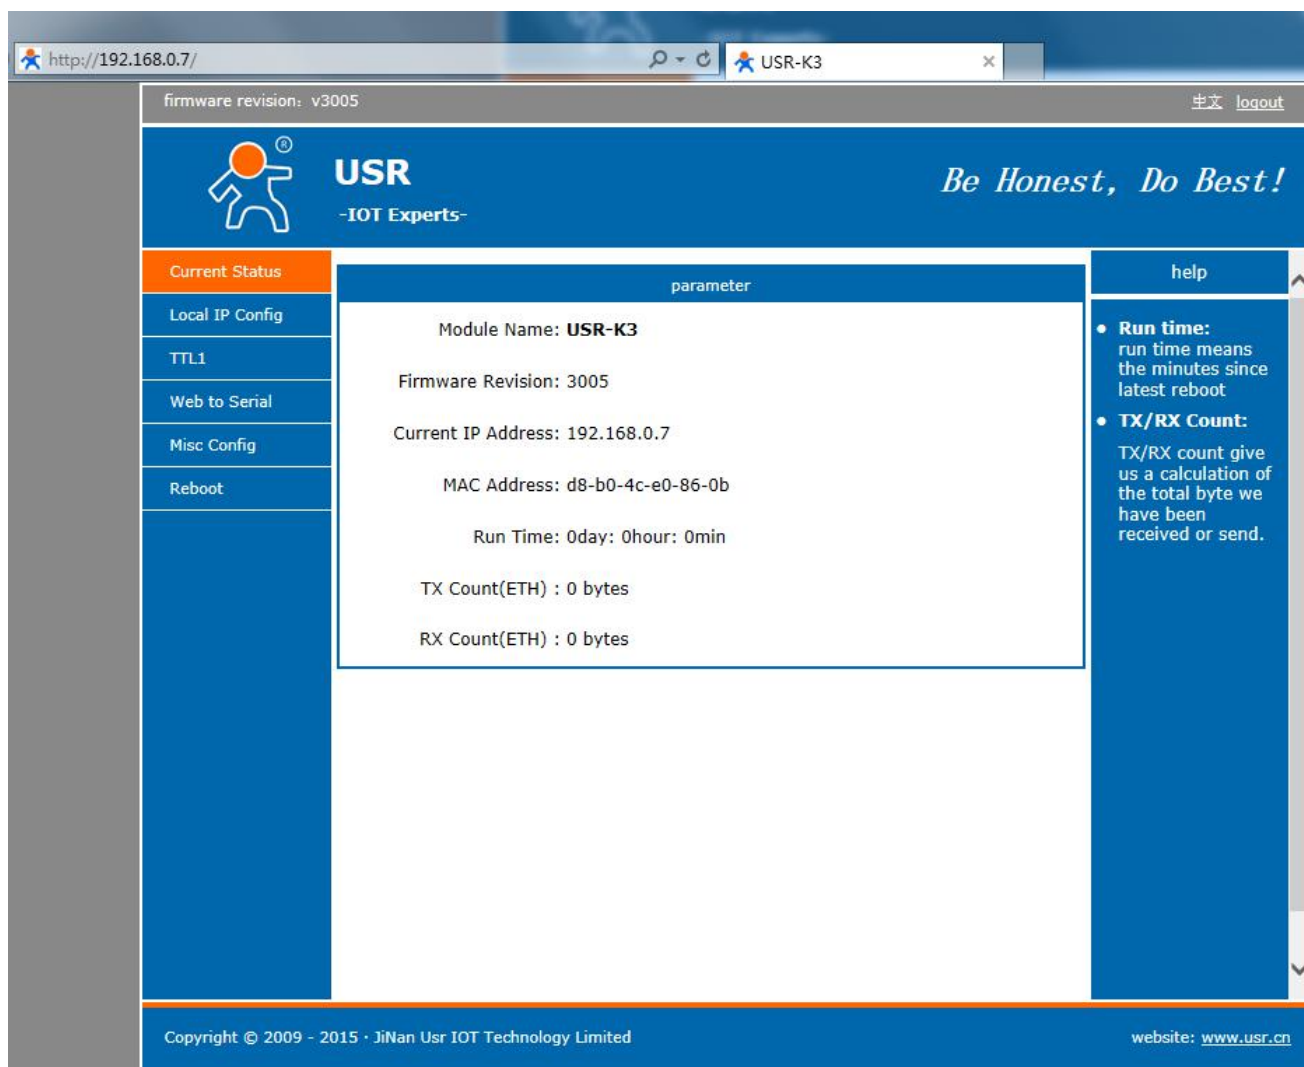 http://192.168.0.7/
USR-K3
firmware revision: v3005
中文 logout
®
USR
-IOT Experts-
Be Honest, Do Best!
Current Status
Local IP Config
TTL1
Web to Serial
Misc Config
Reboot
parameter
Module Name: USR-K3
Firmware Revision: 3005
Current IP Address: 192.168.0.7
MAC Address: d8-b0-4c-e0-86-0b
Run Time: 0day: 0hour: 0min
TX Count(ETH) : 0 bytes
RX Count(ETH) : 0 bytes
help
● Run time:
run time means
the minutes since
latest reboot
● TX/RX Count:
TX/RX count give
us a calculation of
the total byte we
have been
received or send.
Copyright © 2009 - 2015 · JiNan Usr IOT Technology Limited
website: www.usr.cn